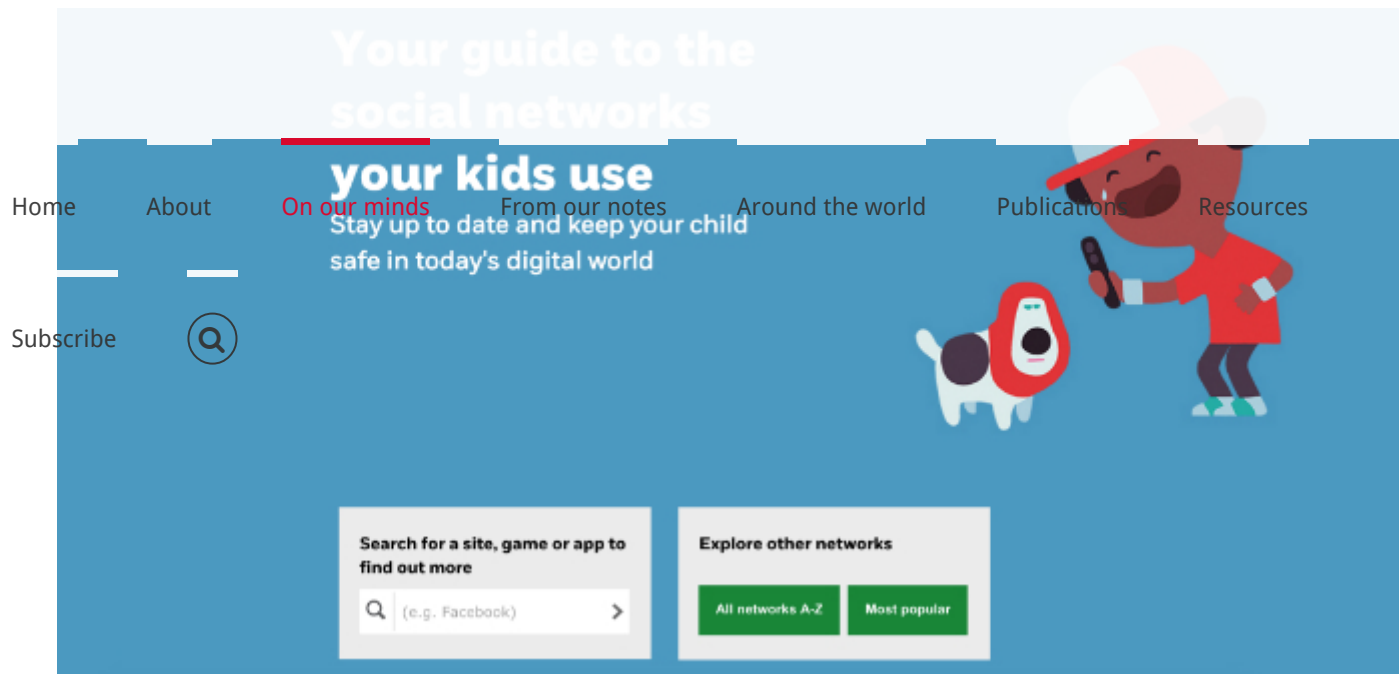 Your guide to the
social networks
your kids use
Home About On our minds From our notes Around the world Publications Resources
Stay up to date and keep your child
safe in today's digital world
Subscribe
Search for a site, game or app to
find out more
(e.g. Facebook)
Explore other networks
All networks A-Z Most popular